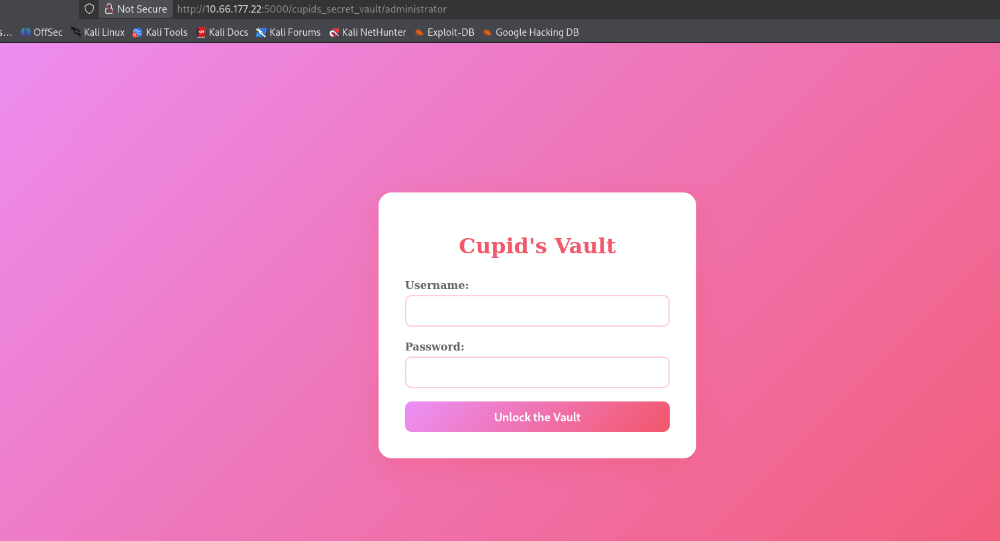 Not Secure http://10.66.177.22:5000/cupids_secret_vault/administrator
s… OffSec Kali Linux Kali Tools Kali Docs Kali Forums Kali NetHunter Exploit-DB Google Hacking DB
Cupid's Vault
Username:
Password:
Unlock the Vault